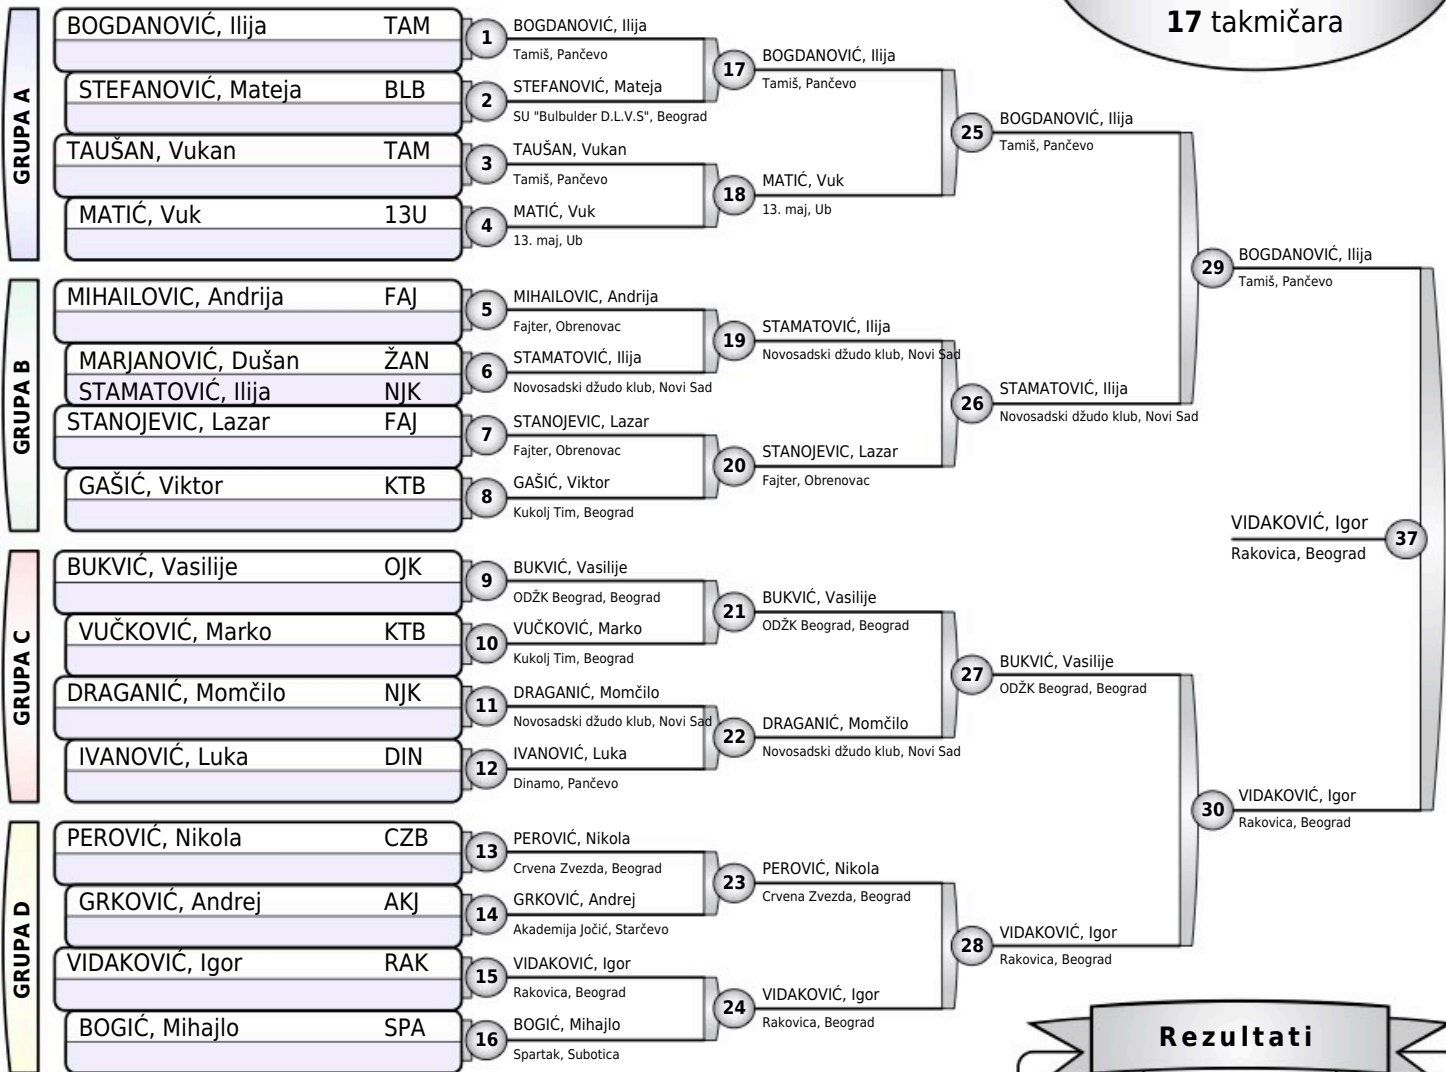 17 takmičara
GRUPA A
BOGDANOVIĆ, Ilija TAM
STEFANOVIĆ, Mateja BLB
TAUŠAN, Vukan TAM
MATIĆ, Vuk 13U
GRUPA B
MIHAILOVIC, Andrija FAJ
MARJANOVIĆ, Dušan ŽAN
STAMATOVIĆ, Ilija NJK
STANOJEVIC, Lazar FAJ
GAŠIĆ, Viktor KTB
GRUPA C
BUKVIĆ, Vasilije OJK
VUČKOVIĆ, Marko KTB
DRAGANIĆ, Momčilo NJK
IVANOVIĆ, Luka DIN
GRUPA D
PEROVIĆ, Nikola CZB
GRKOVIĆ, Andrej AKJ
VIDAKOVIĆ, Igor RAK
BOGIĆ, Mihajlo SPA
1 BOGDANOVIĆ, Ilija
Tamiš, Pančevo
2 STEFANOVIĆ, Mateja
SU "Bulbulder D.L.V.S", Beograd
3 TAUŠAN, Vukan
Tamiš, Pančevo
4 MATIĆ, Vuk
13. maj, Ub
5 MIHAILOVIC, Andrija
Fajter, Obrenovac
6 STAMATOVIĆ, Ilija
Novosadski džudo klub, Novi Sad
7 STANOJEVIC, Lazar
Fajter, Obrenovac
8 GAŠIĆ, Viktor
Kukolj Tim, Beograd
9 BUKVIĆ, Vasilije
ODŽK Beograd, Beograd
10 VUČKOVIĆ, Marko
Kukolj Tim, Beograd
11 DRAGANIĆ, Momčilo
Novosadski džudo klub, Novi Sad
12 IVANOVIĆ, Luka
Dinamo, Pančevo
13 PEROVIĆ, Nikola
Crvena Zvezda, Beograd
14 GRKOVIĆ, Andrej
Akademija Jočić, Starčevo
15 VIDAKOVIĆ, Igor
Rakovica, Beograd
16 BOGIĆ, Mihajlo
Spartak, Subotica
17 BOGDANOVIĆ, Ilija
Tamiš, Pančevo
18 MATIĆ, Vuk
13. maj, Ub
19 STAMATOVIĆ, Ilija
Novosadski džudo klub, Novi Sad
20 STANOJEVIC, Lazar
Fajter, Obrenovac
21 BUKVIĆ, Vasilije
ODŽK Beograd, Beograd
22 DRAGANIĆ, Momčilo
Novosadski džudo klub, Novi Sad
23 PEROVIĆ, Nikola
Crvena Zvezda, Beograd
24 VIDAKOVIĆ, Igor
Rakovica, Beograd
25 BOGDANOVIĆ, Ilija
Tamiš, Pančevo
26 STAMATOVIĆ, Ilija
Novosadski džudo klub, Novi Sad
27 BUKVIĆ, Vasilije
ODŽK Beograd, Beograd
28 VIDAKOVIĆ, Igor
Rakovica, Beograd
29 BOGDANOVIĆ, Ilija
Tamiš, Pančevo
30 VIDAKOVIĆ, Igor
Rakovica, Beograd
VIDAKOVIĆ, Igor 37
Rakovica, Beograd
Rezultati